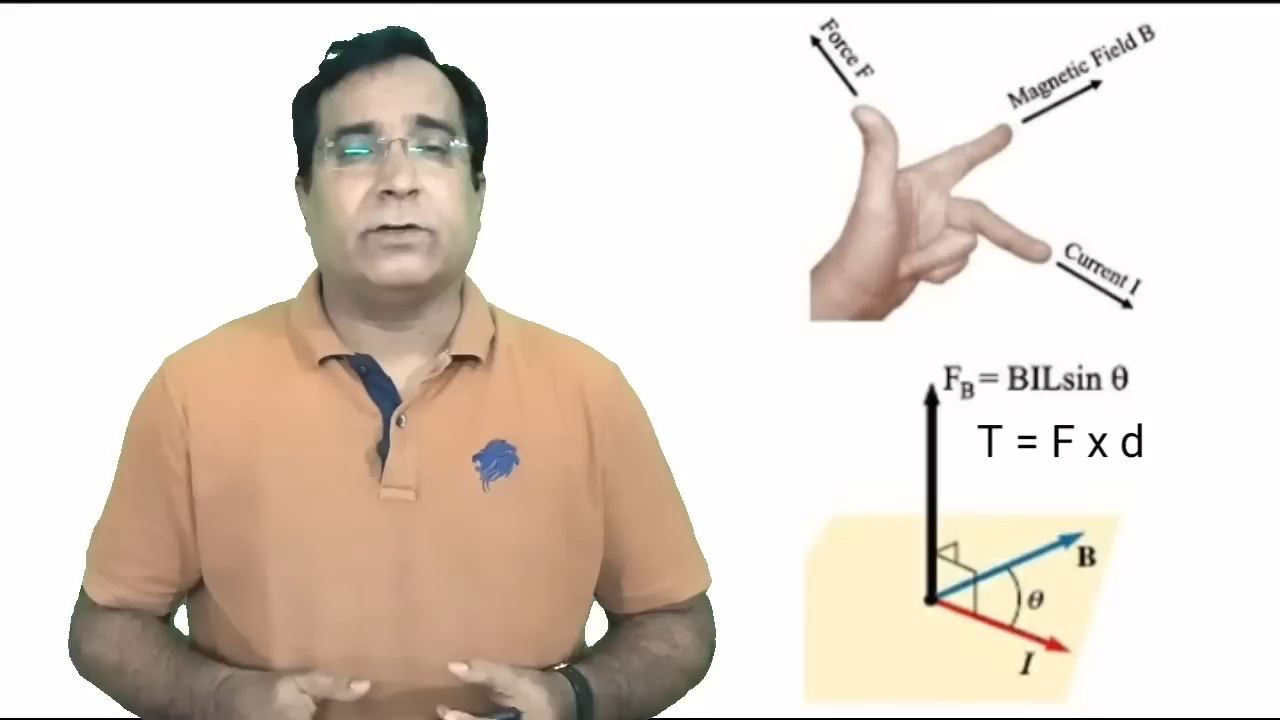 Force F
Magnetic Field B
Current I
F_B = BILsin θ
T = F x d
B
θ
I